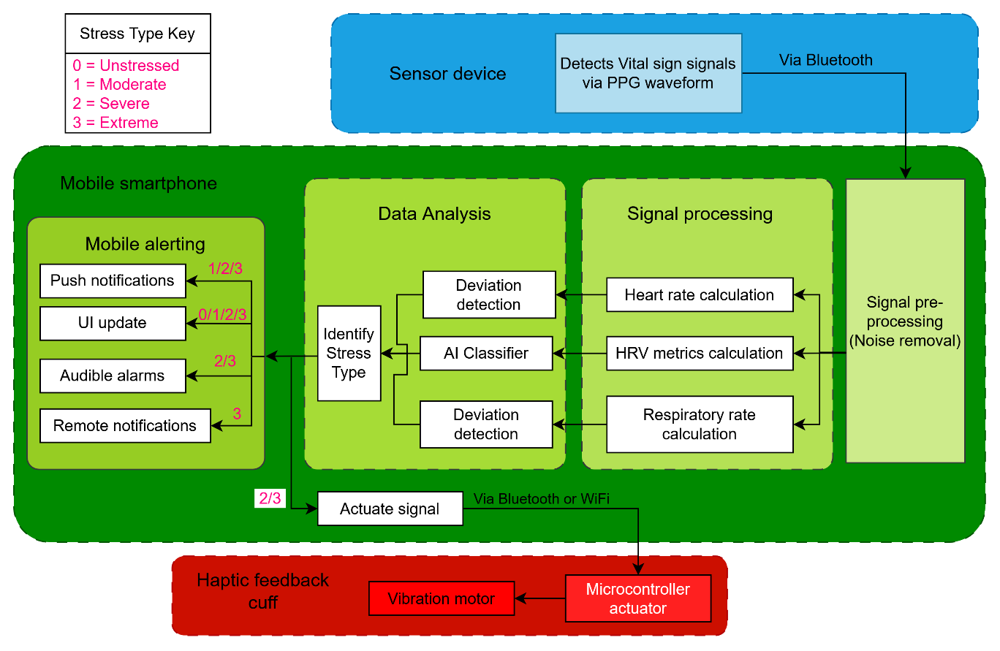 Stress Type Key
0 = Unstressed
1 = Moderate
2 = Severe
3 = Extreme
Sensor device
Detects Vital sign signals
via PPG waveform
Via Bluetooth
Mobile smartphone
Mobile alerting
Push notifications
1/2/3
UI update
0/1/2/3
Audible alarms
2/3
Remote notifications
3
Data Analysis
Identify
Stress
Type
Deviation
detection
AI Classifier
Deviation
detection
Signal processing
Heart rate calculation
HRV metrics calculation
Respiratory rate
calculation
Signal pre-
processing
(Noise removal)
2/3
Actuate signal
Via Bluetooth or WiFi
Haptic feedback
cuff
Vibration motor
Microcontroller
actuator